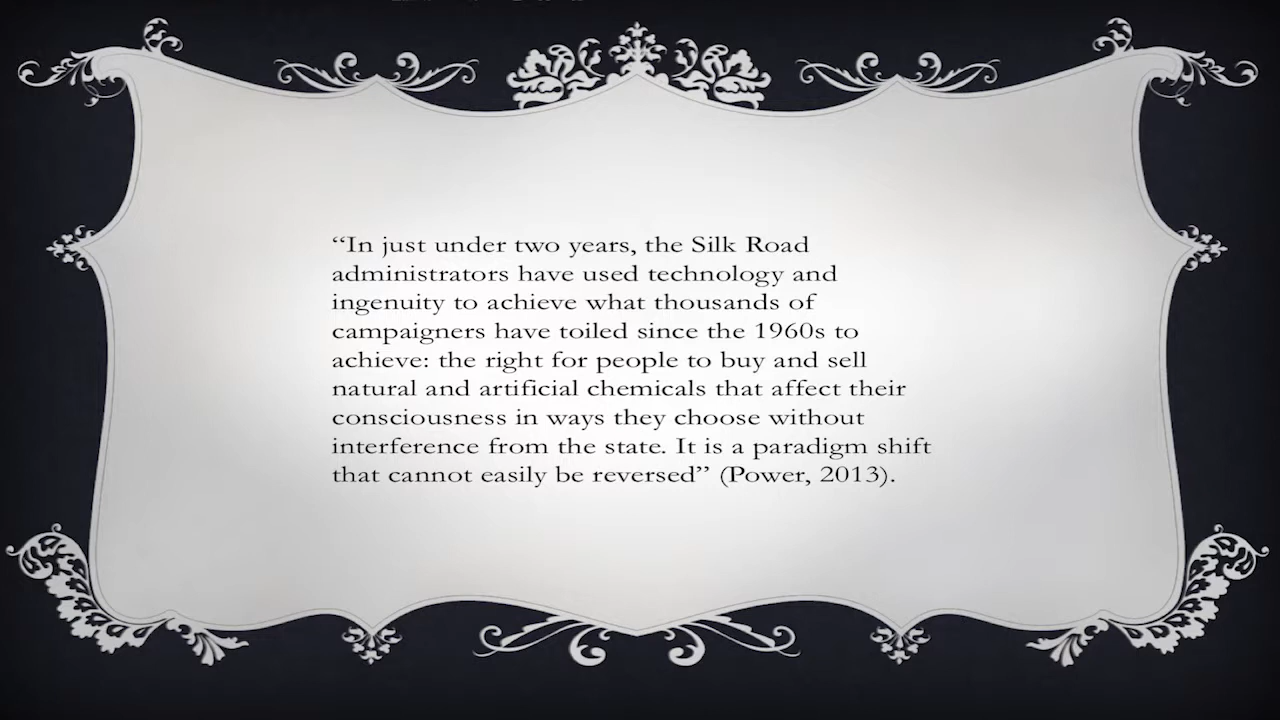 “In just under two years, the Silk Road
administrators have used technology and
ingenuity to achieve what thousands of
campaigners have toiled since the 1960s to
achieve: the right for people to buy and sell
natural and artificial chemicals that affect their
consciousness in ways they choose without
interference from the state. It is a paradigm shift
that cannot easily be reversed” (Power, 2013).